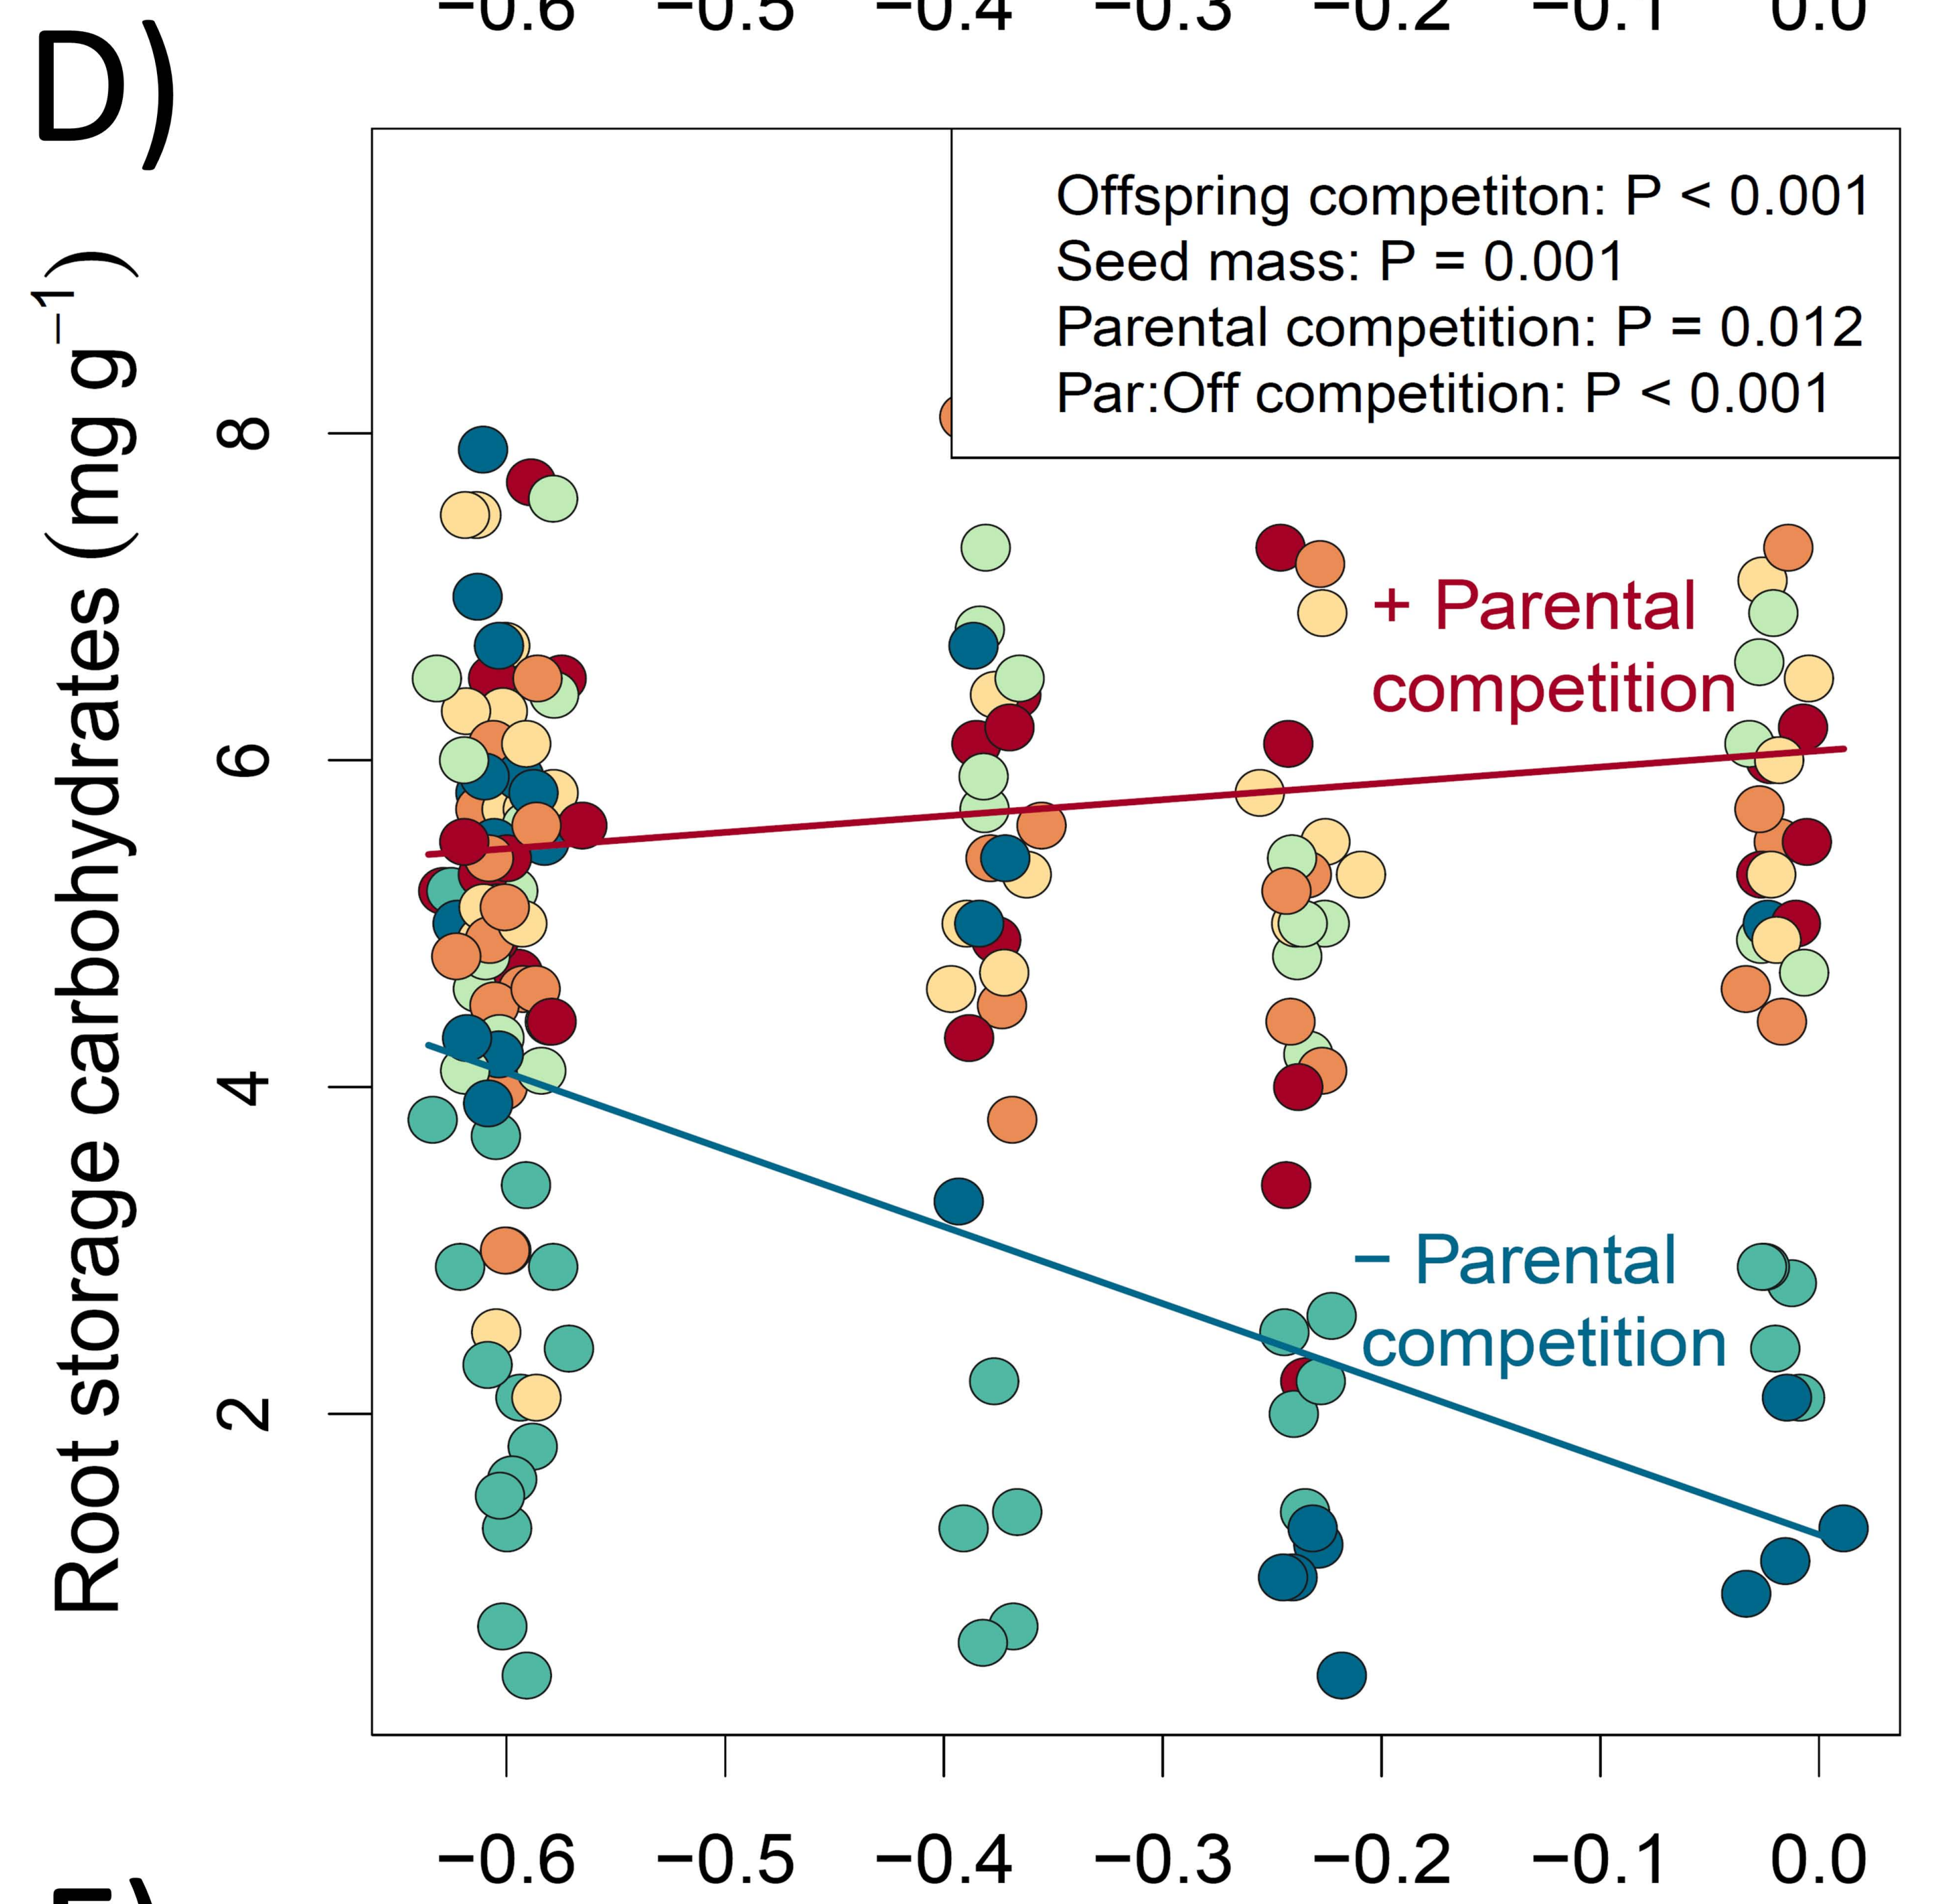 −0.6 −0.5 −0.4 −0.3 −0.2 −0.1 0.0
D)
Offspring competiton: P < 0.001
Seed mass: P = 0.001
Parental competition: P = 0.012
Par:Off competition: P < 0.001
Root storage carbohydrates (mg g⁻¹)
8
6
4
2
+ Parental
competition
− Parental
competition
−0.6 −0.5 −0.4 −0.3 −0.2 −0.1 0.0